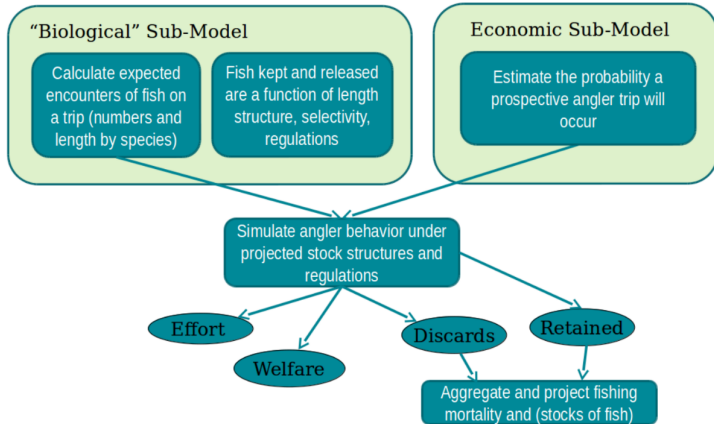 “Biological” Sub-Model
Calculate expected
encounters of fish on
a trip (numbers and
length by species)
Fish kept and released
are a function of length
structure, selectivity,
regulations
Economic Sub-Model
Estimate the probability a
prospective angler trip will
occur
Simulate angler behavior under
projected stock structures and
regulations
Effort
Welfare
Discards
Retained
Aggregate and project fishing
mortality and (stocks of fish)